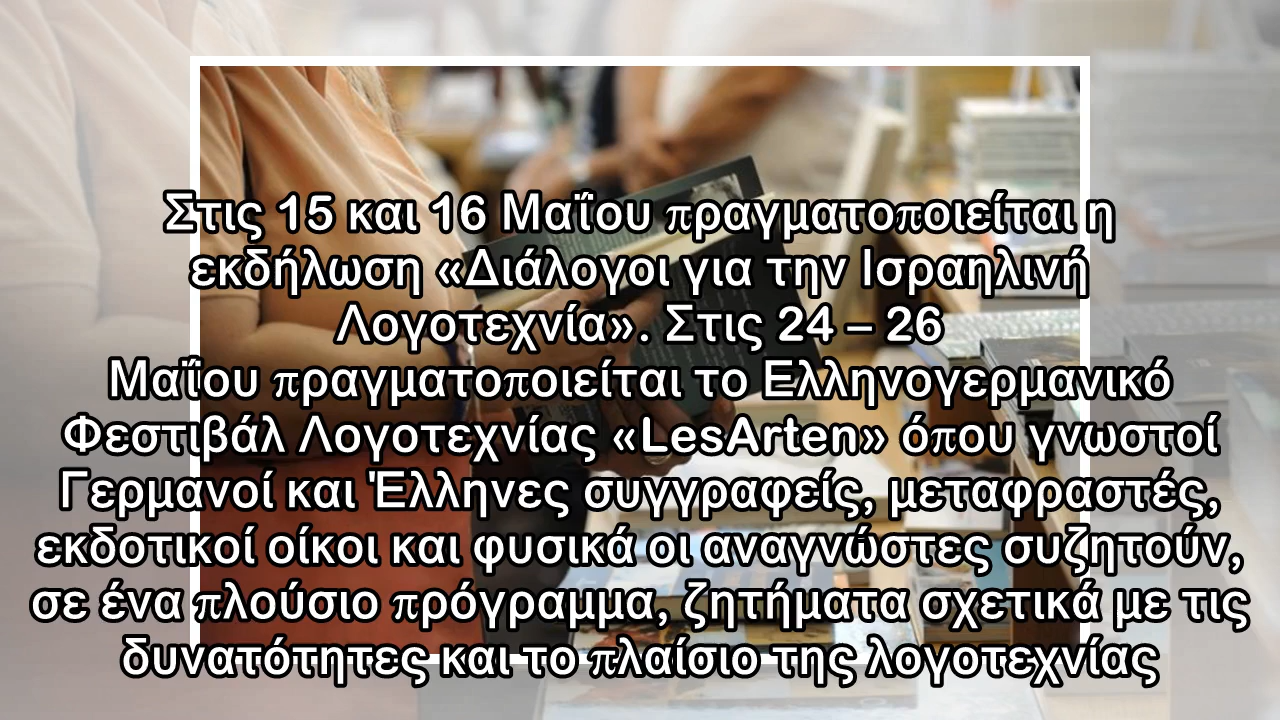 Στις 15 και 16 Μαΐου πραγματοποιείται η
εκδήλωση «Διάλογοι για την Ισραηλινή
Λογοτεχνία». Στις 24 – 26
Μαΐου πραγματοποιείται το Ελληνογερμανικό
Φεστιβάλ Λογοτεχνίας «LesArten» όπου γνωστοί
Γερμανοί και Έλληνες συγγραφείς, μεταφραστές,
εκδοτικοί οίκοι και φυσικά οι αναγνώστες συζητούν,
σε ένα πλούσιο πρόγραμμα, ζητήματα σχετικά με τις
δυνατότητες και το πλαίσιο της λογοτεχνίας